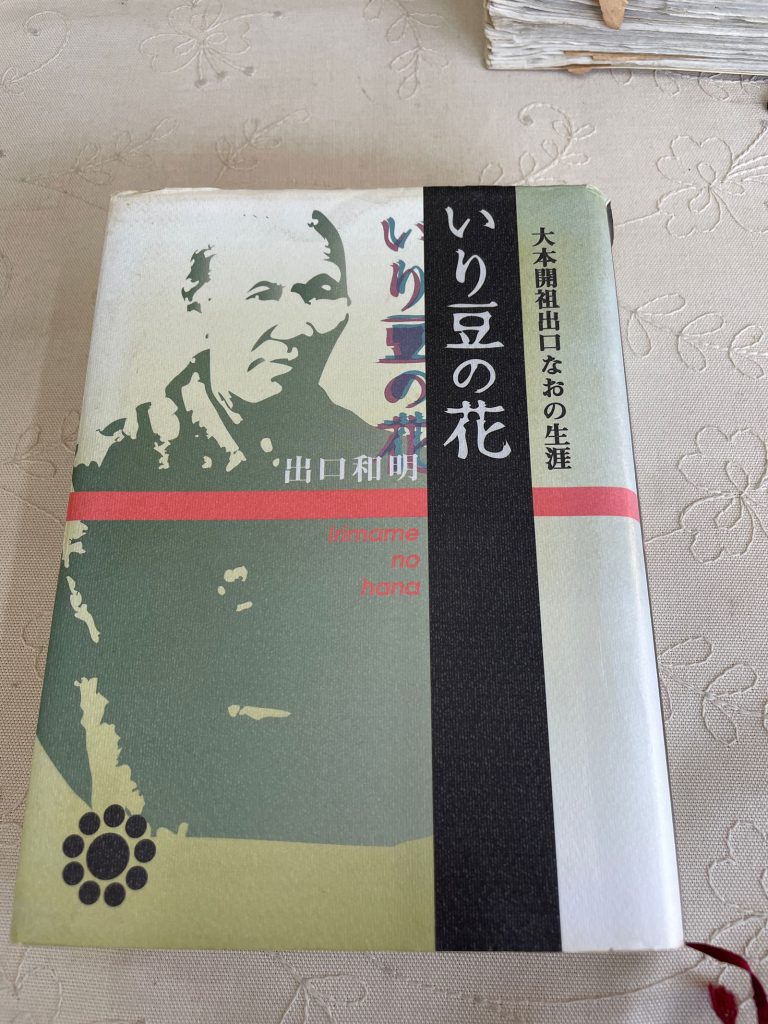 大本開祖出口なおの生涯
いり豆の花
いり豆の花
出口和明
Irimame
no
hana